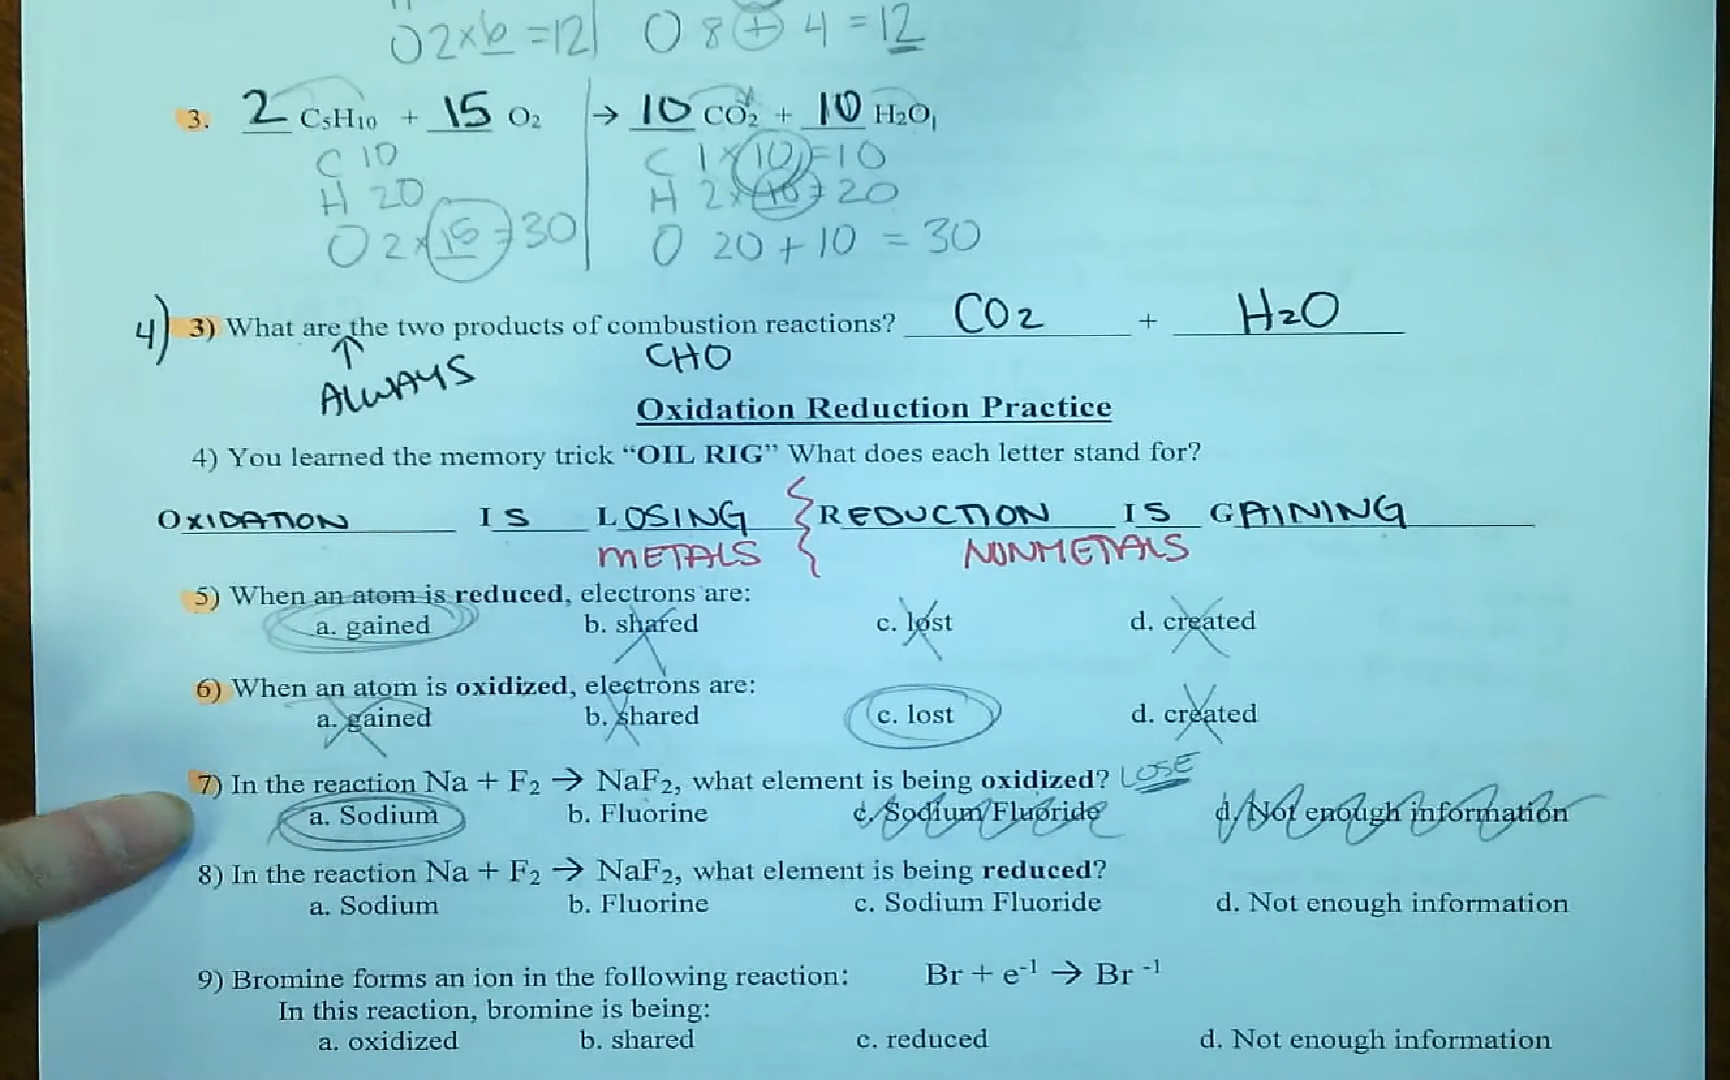 O 2×6 = 12 O 8 + 4 = 12
3. 2 C₅H₁₀ + 15 O₂ → 10 CO₂ + 10 H₂O₁
C 10 C 1×10 = 10
H 20 H 2×10 = 20
O 2×15 = 30 O 20 + 10 = 30
4) 3) What are the two products of combustion reactions? CO₂ + H₂O
↑ CHO
ALWAYS
Oxidation Reduction Practice
4) You learned the memory trick “OIL RIG” What does each letter stand for?
OXIDATION IS LOSING REDUCTION IS GAINING
METALS NONMETALS
5) When an atom is reduced, electrons are:
a. gained b. shared c. lost d. created
6) When an atom is oxidized, electrons are:
a. gained b. shared c. lost d. created
7) In the reaction Na + F₂ → NaF₂, what element is being oxidized? LOSE
a. Sodium b. Fluorine c. Sodium Fluoride d. Not enough information
8) In the reaction Na + F₂ → NaF₂, what element is being reduced?
a. Sodium b. Fluorine c. Sodium Fluoride d. Not enough information
9) Bromine forms an ion in the following reaction: Br + e⁻¹ → Br ⁻¹
In this reaction, bromine is being:
a. oxidized b. shared c. reduced d. Not enough information